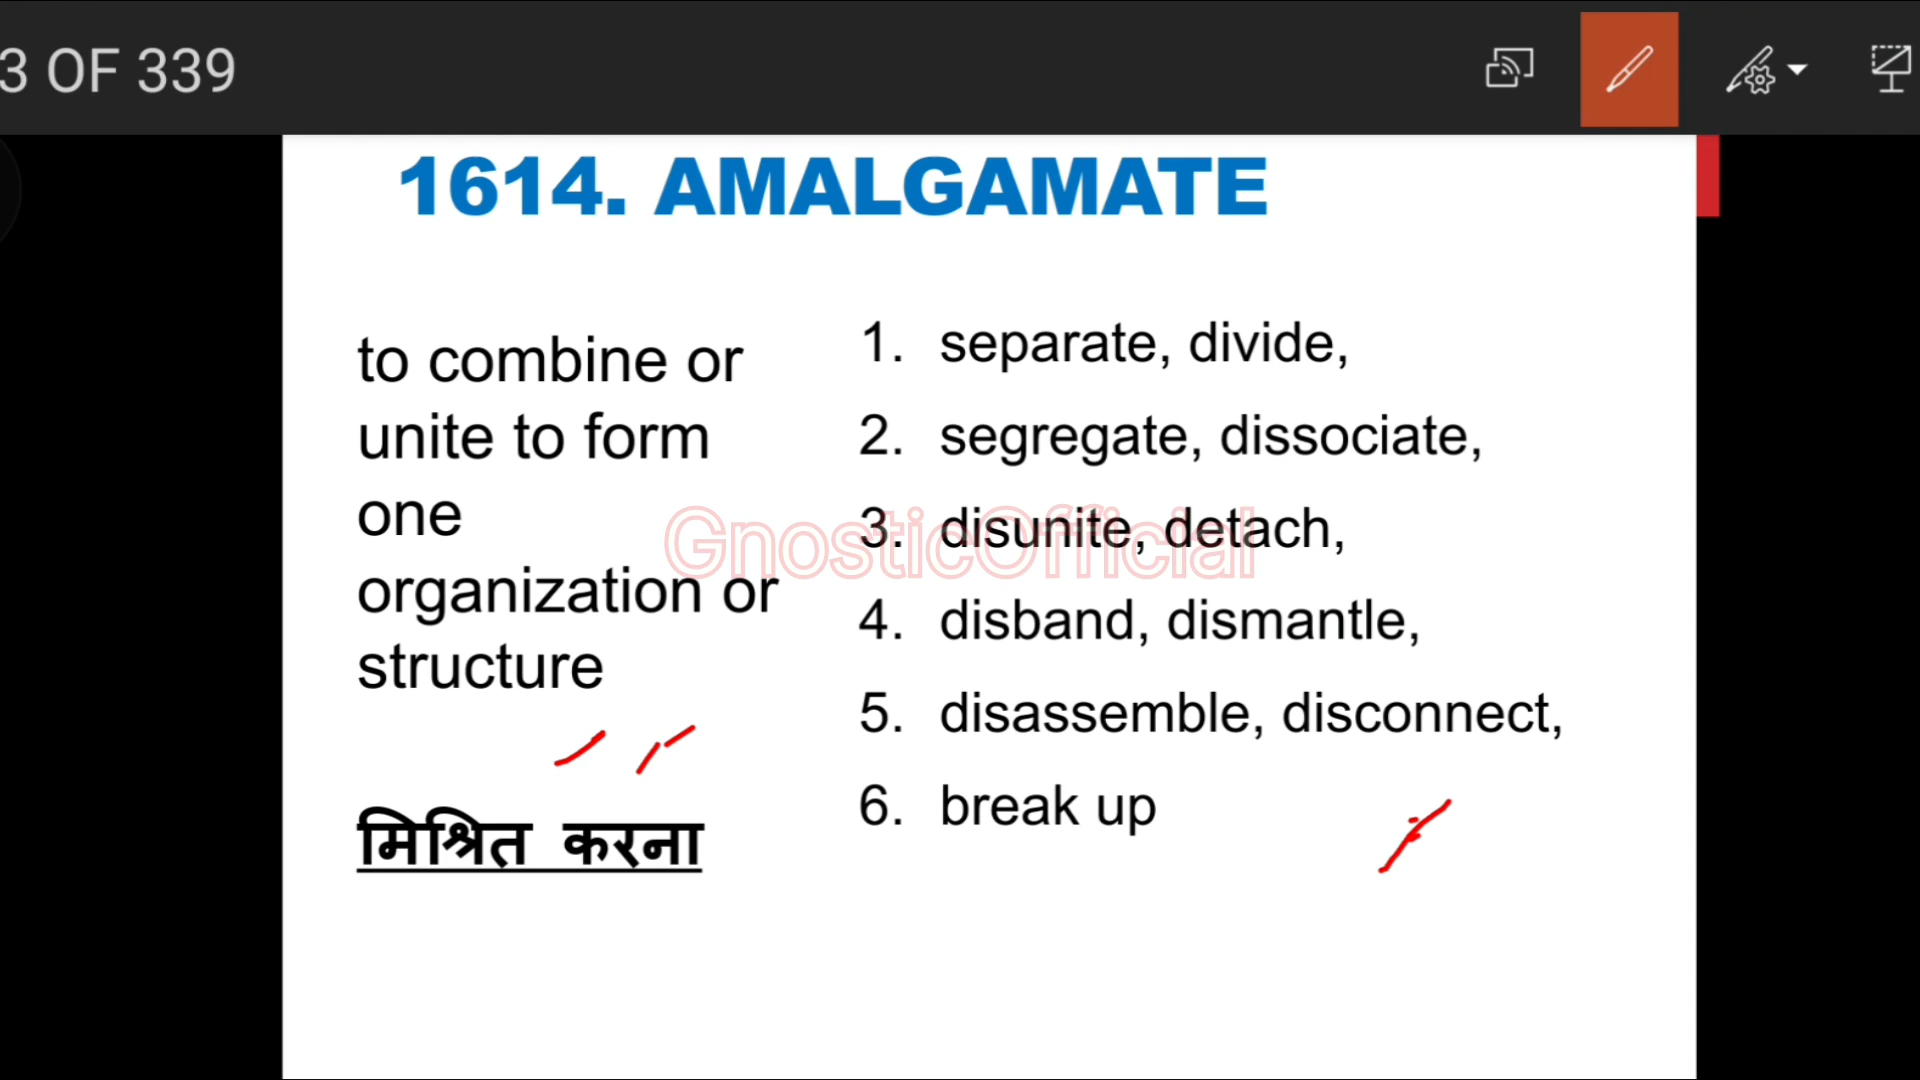 3 OF 339
1614. AMALGAMATE
to combine or
unite to form
one
organization or
structure
मिश्रित करना
1. separate, divide,
2. segregate, dissociate,
3. disunite, detach,
4. disband, dismantle,
5. disassemble, disconnect,
6. break up
GnosticOfficial